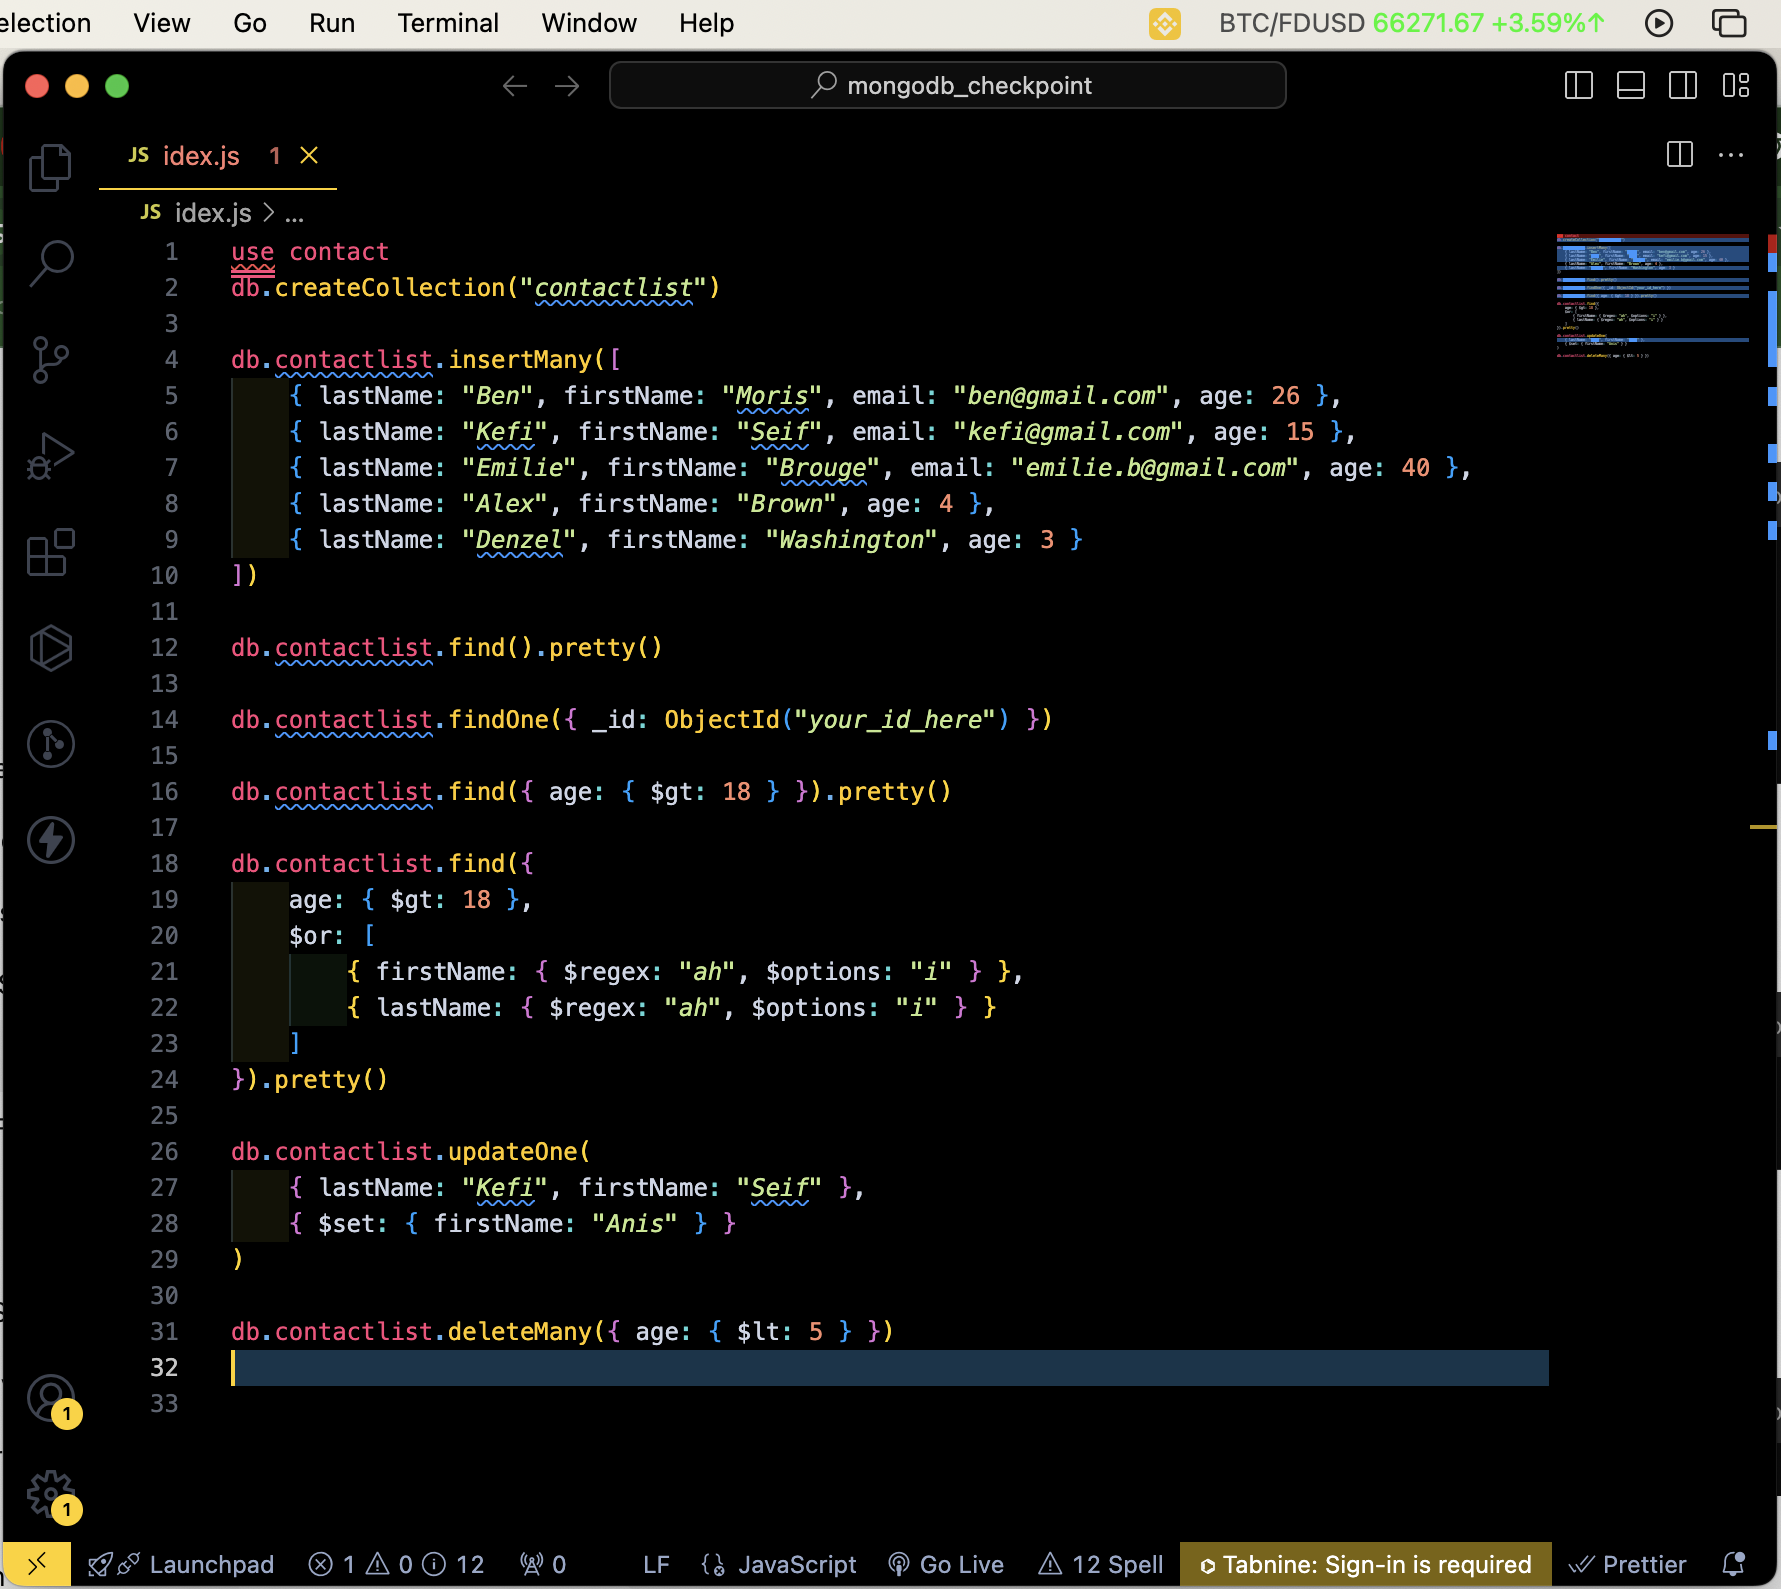 election View Go Run Terminal Window Help BTC/FDUSD 66271.67 +3.59%↑
mongodb_checkpoint
JS idex.js 1
JS idex.js > ...
1 use contact
2 db.createCollection("contactlist")
3
4 db.contactlist.insertMany([
5 { lastName: "Ben", firstName: "Moris", email: "ben@gmail.com", age: 26 },
6 { lastName: "Kefi", firstName: "Seif", email: "kefi@gmail.com", age: 15 },
7 { lastName: "Emilie", firstName: "Brouge", email: "emilie.b@gmail.com", age: 40 },
8 { lastName: "Alex", firstName: "Brown", age: 4 },
9 { lastName: "Denzel", firstName: "Washington", age: 3 }
10 ])
11
12 db.contactlist.find().pretty()
13
14 db.contactlist.findOne({ _id: ObjectId("your_id_here") })
15
16 db.contactlist.find({ age: { $gt: 18 } }).pretty()
17
18 db.contactlist.find({
19 age: { $gt: 18 },
20 $or: [
21 { firstName: { $regex: "ah", $options: "i" } },
22 { lastName: { $regex: "ah", $options: "i" } }
23 ]
24 }).pretty()
25
26 db.contactlist.updateOne(
27 { lastName: "Kefi", firstName: "Seif" },
28 { $set: { firstName: "Anis" } }
29 )
30
31 db.contactlist.deleteMany({ age: { $lt: 5 } })
32
33
1
1
Launchpad 1 0 12 0 LF {} JavaScript Go Live 12 Spell Tabnine: Sign-in is required Prettier